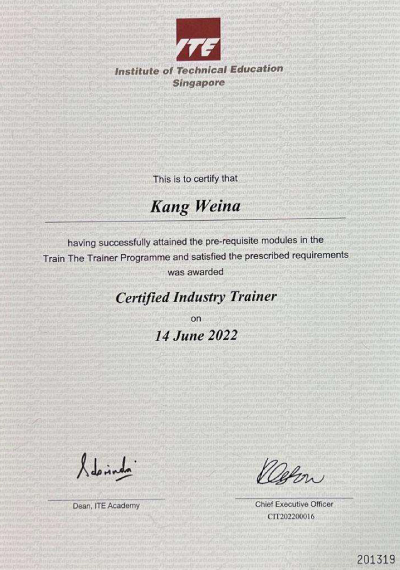 ITE
Institute of Technical Education
Singapore
This is to certify that
Kang Weina
having successfully attained the pre-requisite modules in the
Train The Trainer Programme and satisfied the prescribed requirements
was awarded
Certified Industry Trainer
on
14 June 2022
Dean, ITE Academy
Chief Executive Officer
CIT202200016
201319